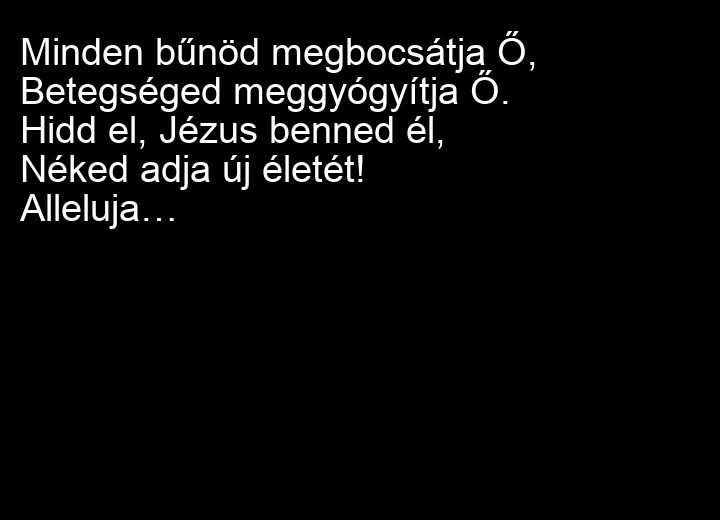 Minden bűnöd megbocsátja Ő,
Betegséged meggyógyítja Ő.
Hidd el, Jézus benned él,
Néked adja új életét!
Alleluja…